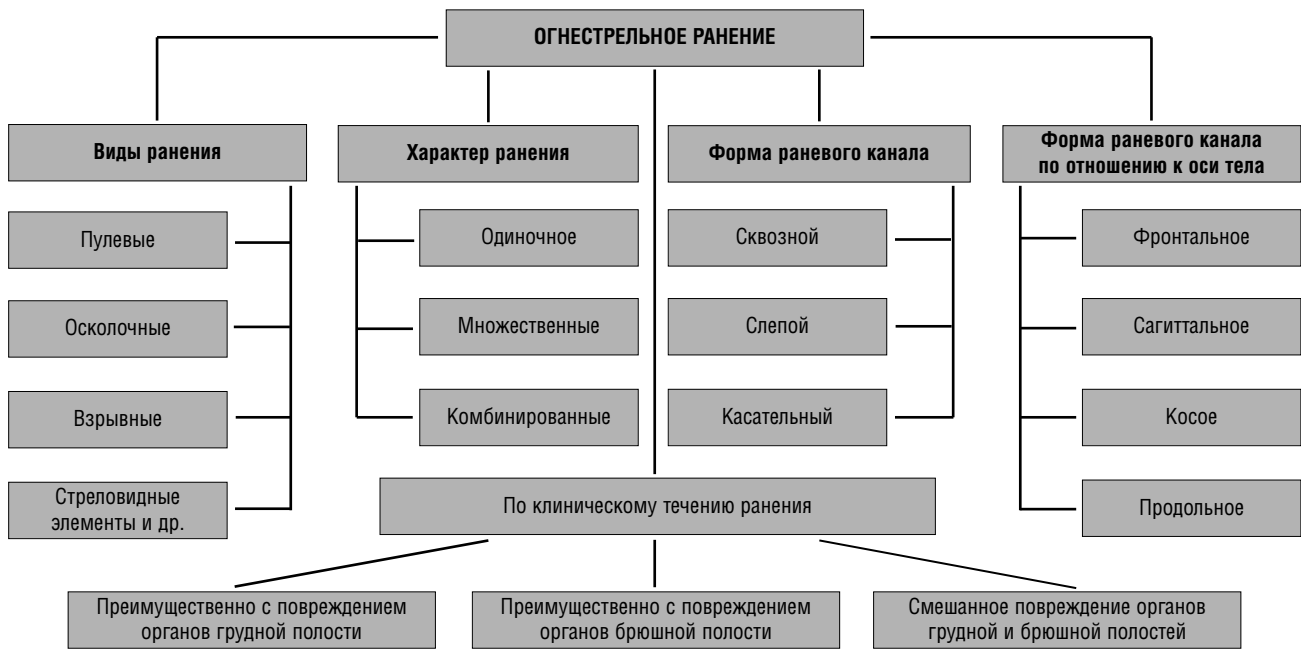 ОГНЕСТРЕЛЬНОЕ РАНЕНИЕ
Виды ранения
Пулевые
Осколочные
Взрывные
Стреловидные
элементы и др.
Характер ранения
Одиночное
Множественные
Комбинированные
Форма раневого канала
Сквозной
Слепой
Касательный
Форма раневого канала
по отношению к оси тела
Фронтальное
Сагиттальное
Косое
Продольное
По клиническому течению ранения
Преимущественно с повреждением
органов грудной полости
Преимущественно с повреждением
органов брюшной полости
Смешанное повреждение органов
грудной и брюшной полостей